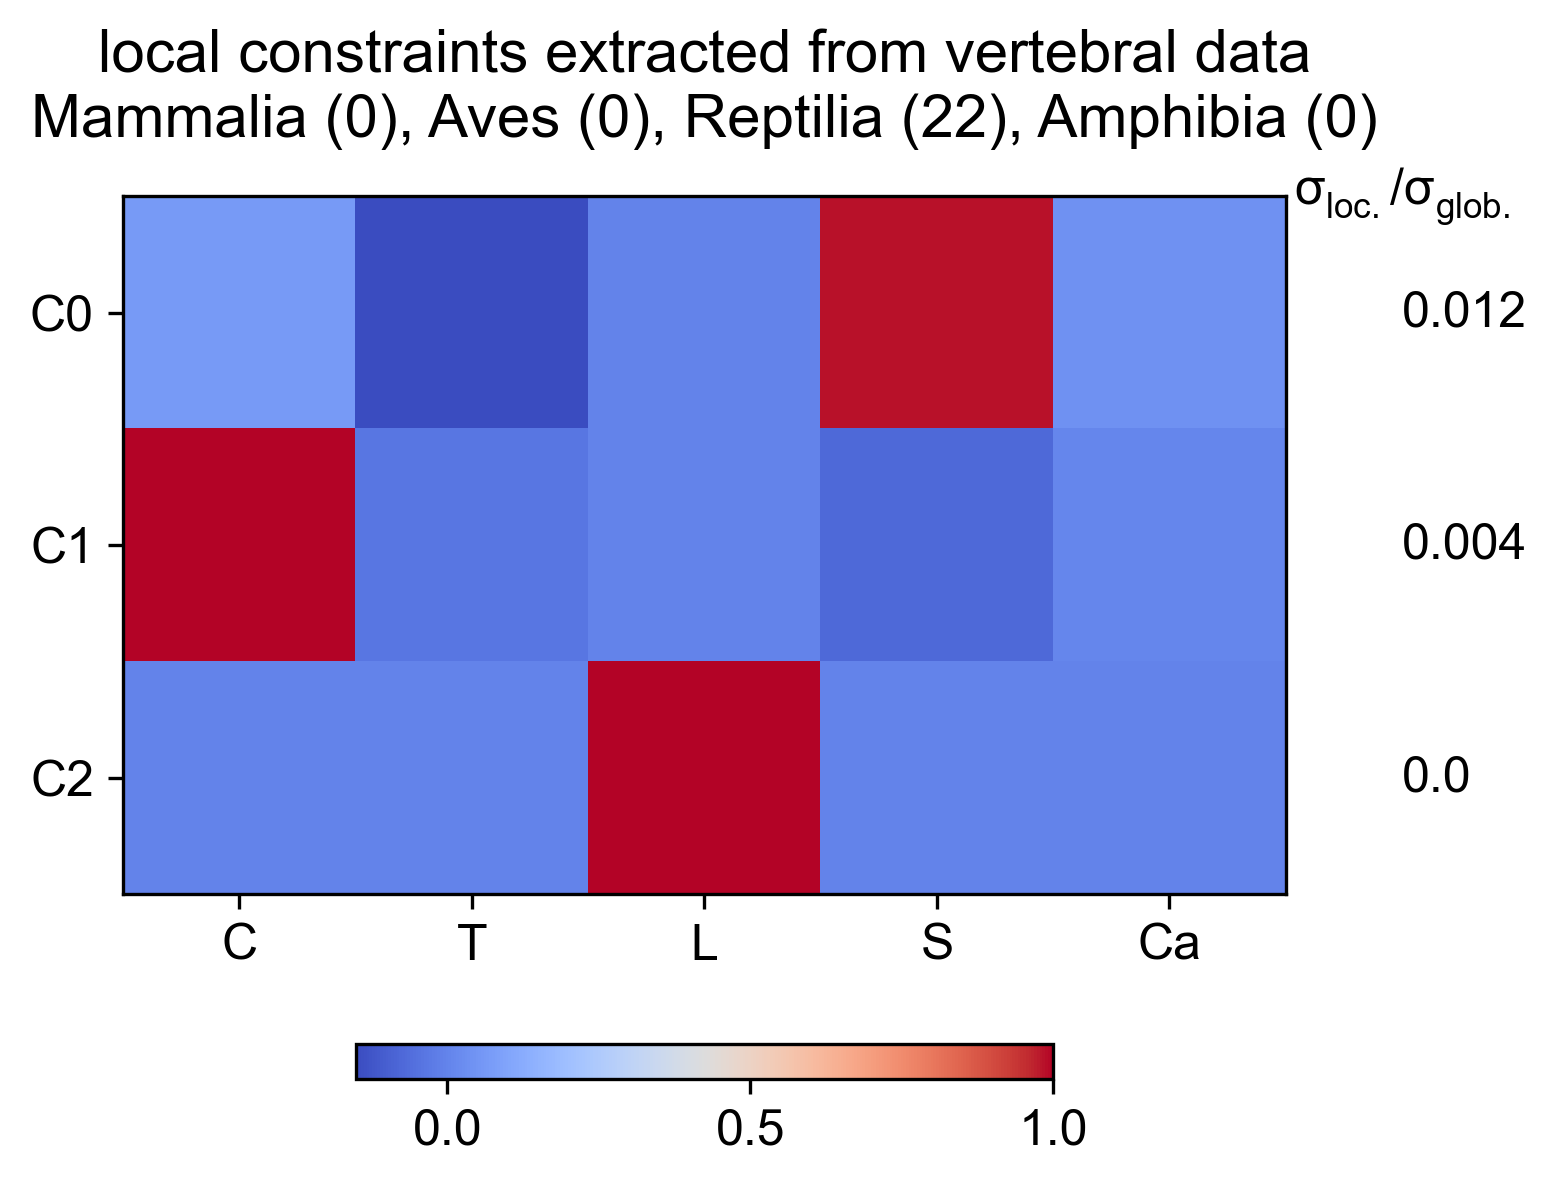 local constraints extracted from vertebral data
Mammalia (0), Aves (0), Reptilia (22), Amphibia (0)
σloc. /σglob.
C0 0.012
C1 0.004
C2 0.0
C T L S Ca
0.0 0.5 1.0